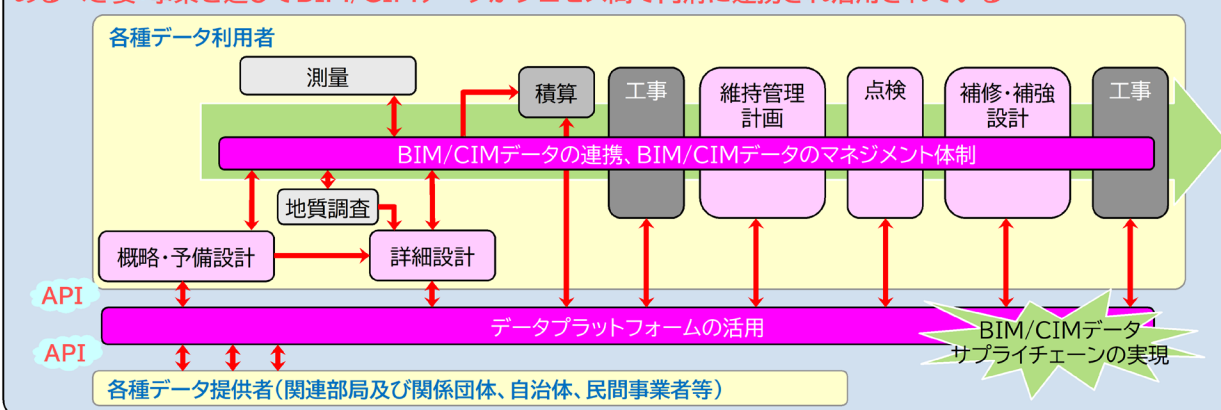 各種データ利用者
測量
積算
工事
維持管理
計画
点検
補修・補強
設計
工事
BIM/CIMデータの連携、BIM/CIMデータのマネジメント体制
地質調査
概略・予備設計
詳細設計
API
データプラットフォームの活用
BIM/CIMデータ
サプライチェーンの実現
API
各種データ提供者(関連部局及び関係団体、自治体、民間事業者等)